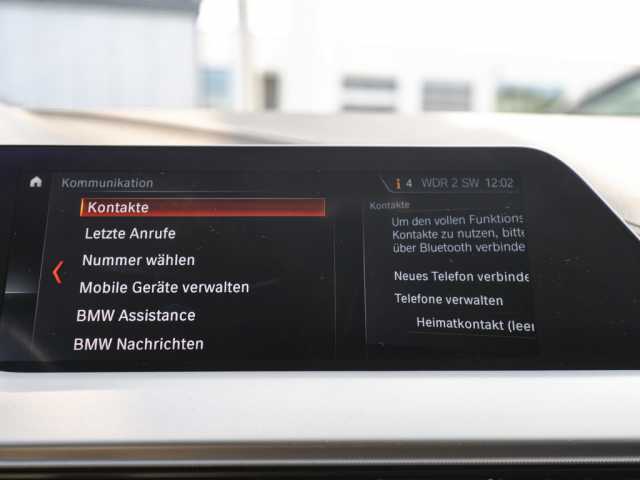 Kommunikation
4 WDR 2 SW 12:02
Kontakte
Letzte Anrufe
Nummer wählen
Mobile Geräte verwalten
BMW Assistance
BMW Nachrichten
Kontakte
Um den vollen Funktions
Kontakte zu nutzen, bitte
über Bluetooth verbinde
Neues Telefon verbinde
Telefone verwalten
Heimatkontakt (leer